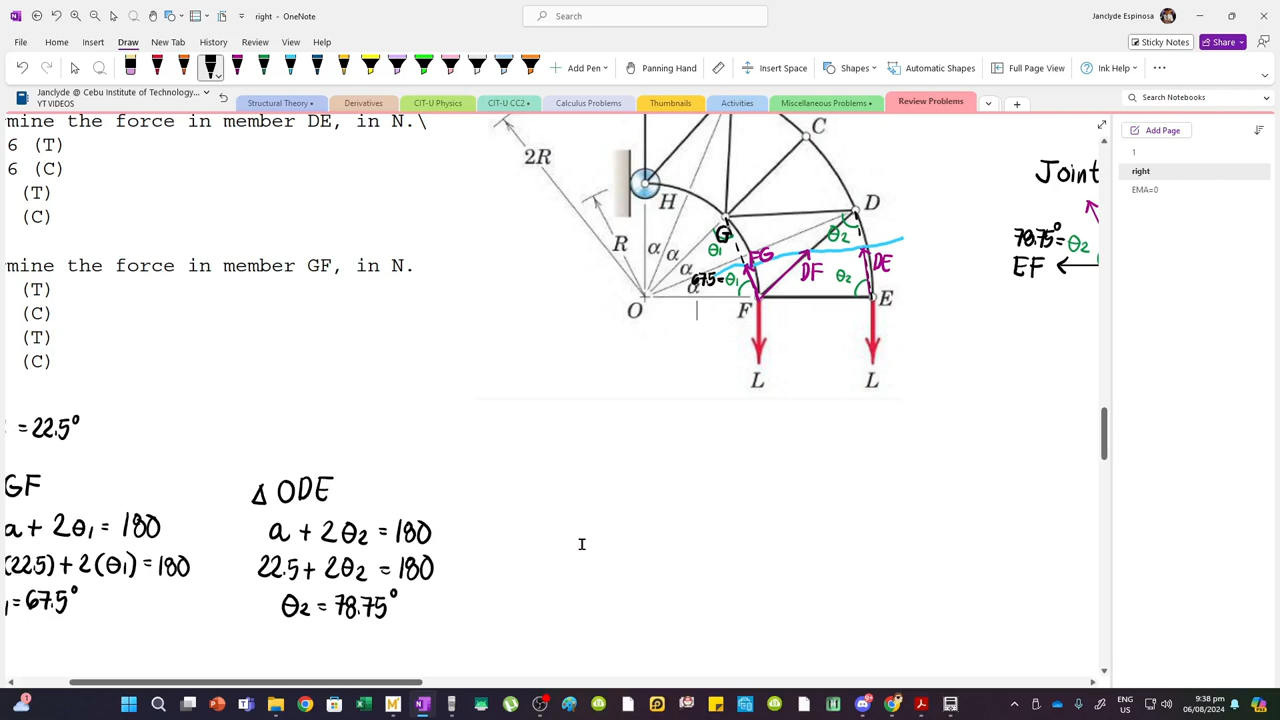 right - OneNote
Search
Janclyde Espinosa
File Home Insert Draw New Tab History Review View Help
Sticky Notes Share
Add Pen Panning Hand Insert Space Shapes Automatic Shapes Full Page View Ink Help
Janclyde @ Cebu Institute of Technology...
YT VIDEOS
Structural Theory Derivatives CIT-U Physics CIT-U CC2 Calculus Problems Thumbnails Activities Miscellaneous Problems Review Problems
Search Notebooks
Add Page
1
right
EMA=0
mine the force in member DE, in N.\
6 (T)
6 (C)
(T)
(C)
mine the force in member GF, in N.
(T)
(C)
(T)
(C)
2R
R
H
C
D
G
θ1
θ2
FG
DF
DE
α
α
α
α
67.5=θ1
θ2
O
F
E
L
L
Joint
78.75°=θ2
EF
= 22.5°
GF
a + 2θ1 = 180
(22.5) + 2(θ1) = 180
= 67.5°
Δ ODE
a + 2θ2 = 180
22.5 + 2θ2 = 180
θ2 = 78.75°
ENG
US
9:38 pm
06/08/2024
1